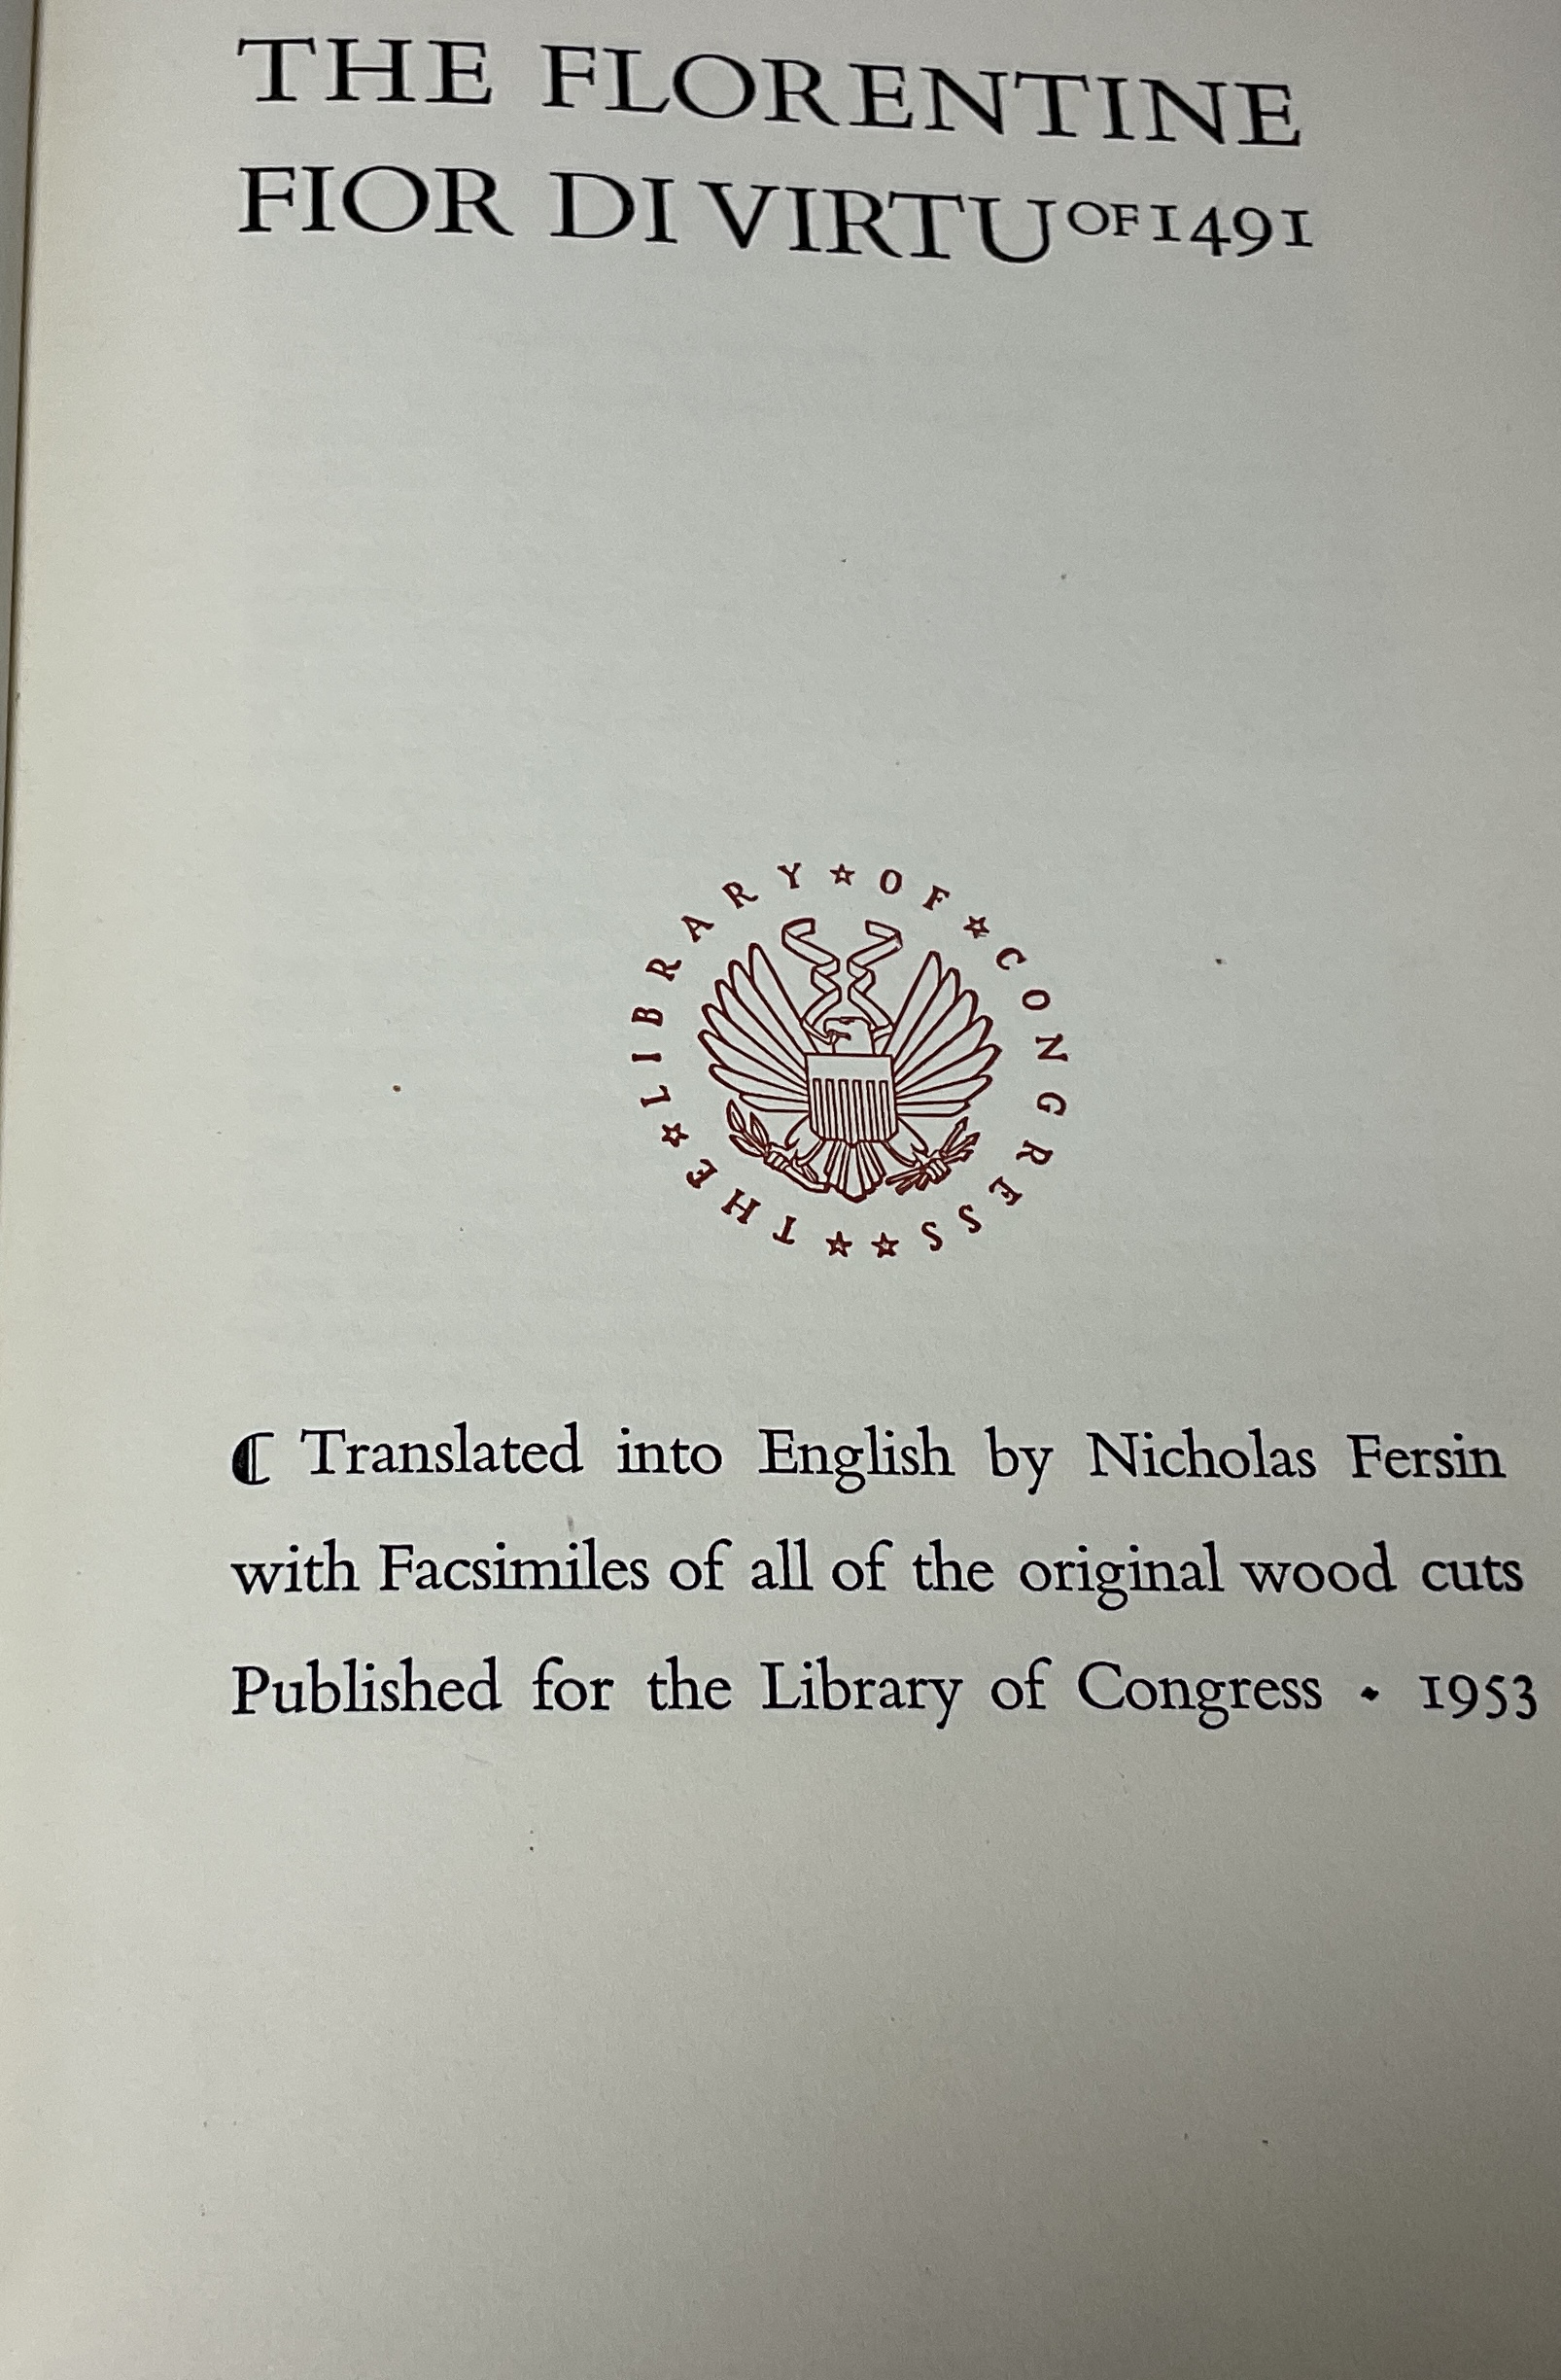 THE FLORENTINE
FIOR DI VIRTU OF 1491
THE ☆ LIBRARY ☆ OF ☆ CONGRESS ☆ ☆
⁋ Translated into English by Nicholas Fersin
with Facsimiles of all of the original wood cuts
Published for the Library of Congress · 1953